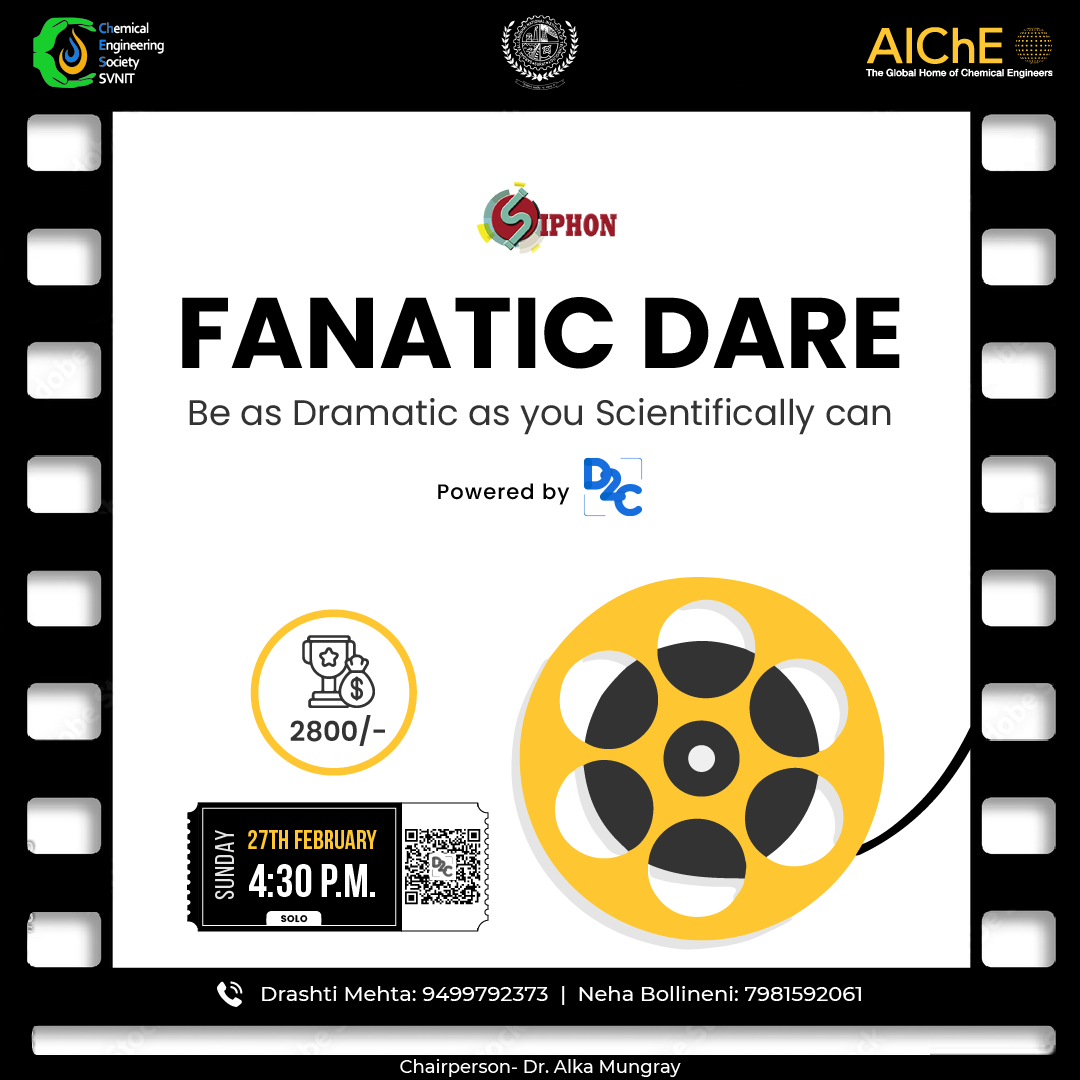 Chemical
Engineering
Society
SVNIT
AIChE
The Global Home of Chemical Engineers
SIPHON
FANATIC DARE
Be as Dramatic as you Scientifically can
Powered by D2C
2800/-
SUNDAY
27TH FEBRUARY
4:30 P.M.
SOLO
D2C
Drashti Mehta: 9499792373 | Neha Bollineni: 7981592061
Chairperson- Dr. Alka Mungray